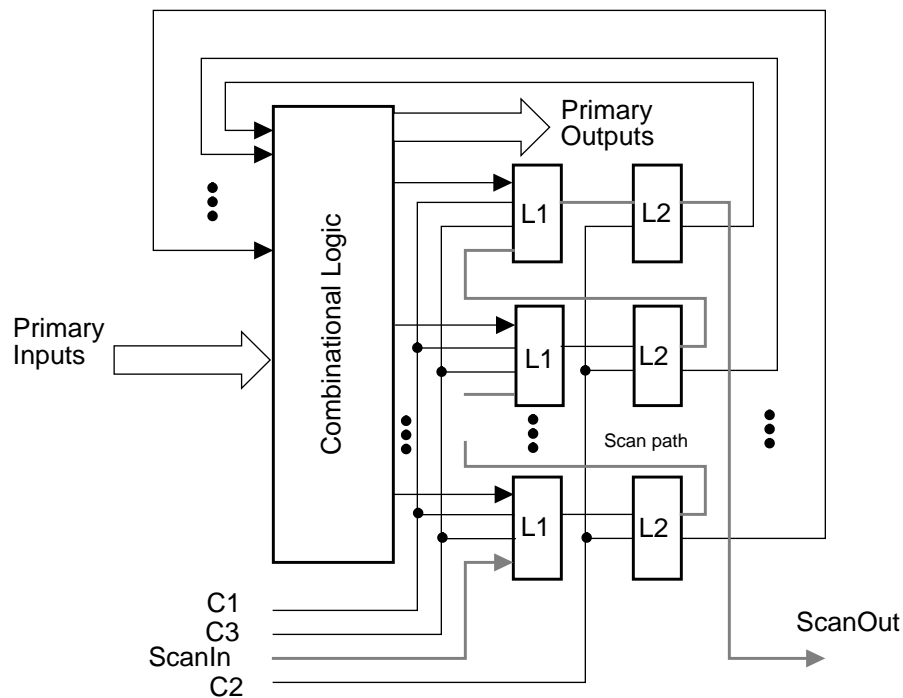 Primary
Outputs
L1
L2
Combinational Logic
Primary
Inputs
L1
L2
Scan path
L1
L2
C1
C3
ScanIn
C2
ScanOut